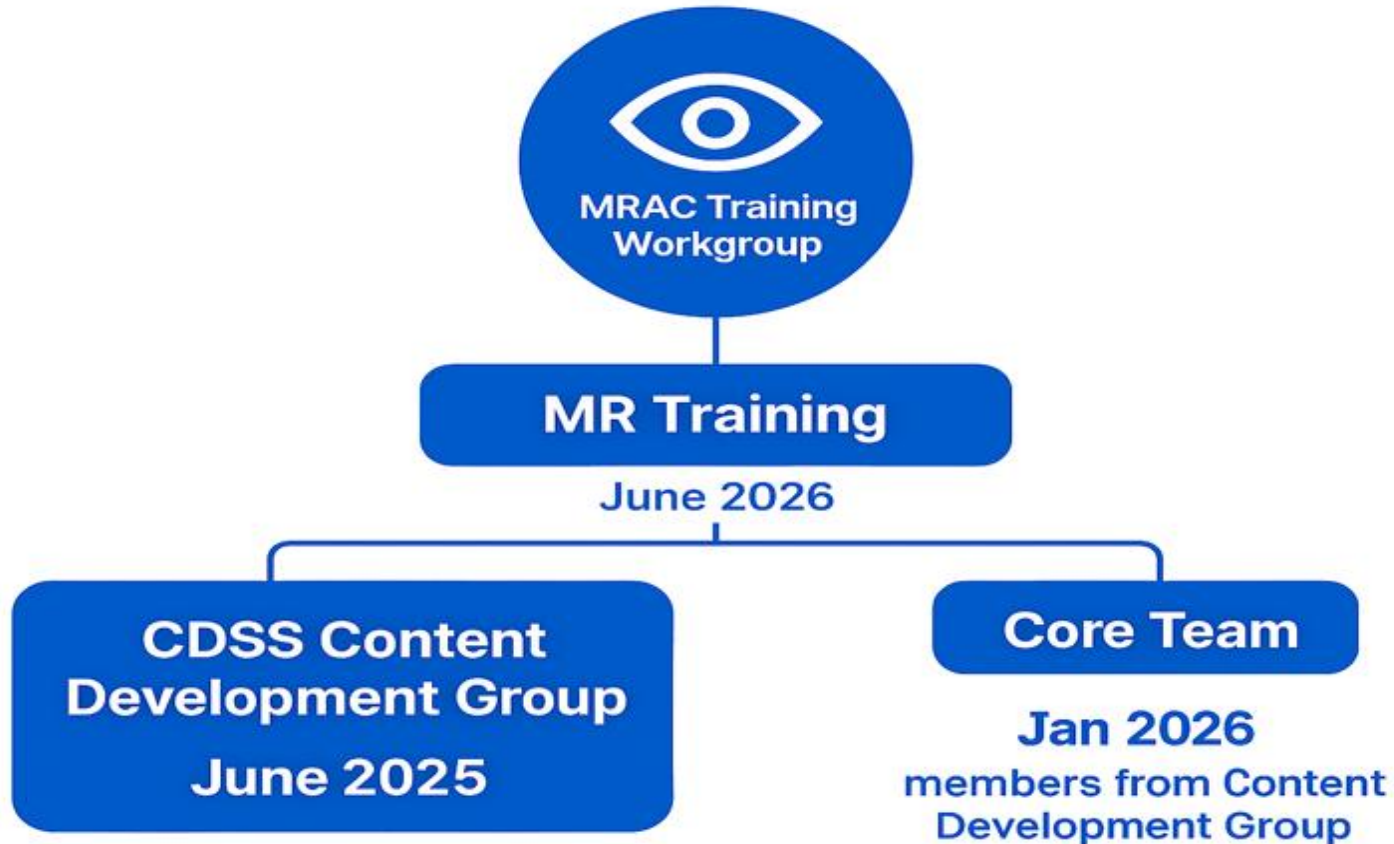 MRAC Training
Workgroup
MR Training
June 2026
CDSS Content
Development Group
June 2025
Core Team
Jan 2026
members from Content
Development Group